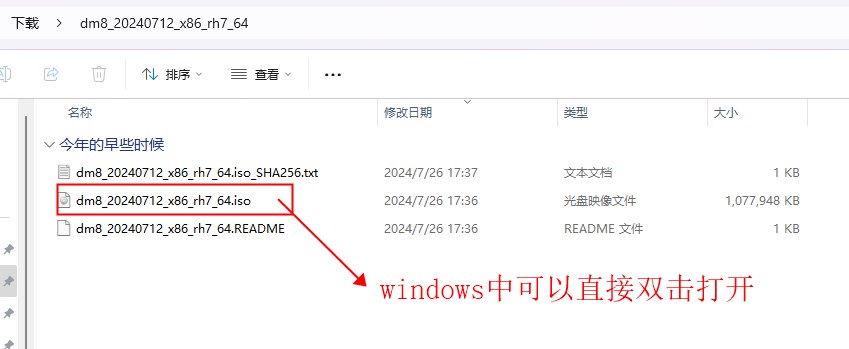 下载 > dm8_20240712_x86_rh7_64
排序 查看 ...
名称 修改日期 类型 大小
今年的早些时候
dm8_20240712_x86_rh7_64.iso_SHA256.txt 2024/7/26 17:37 文本文档 1 KB
dm8_20240712_x86_rh7_64.iso 2024/7/26 17:36 光盘映像文件 1,077,948 KB
dm8_20240712_x86_rh7_64.README 2024/7/26 17:36 README 文件 1 KB
windows中可以直接双击打开